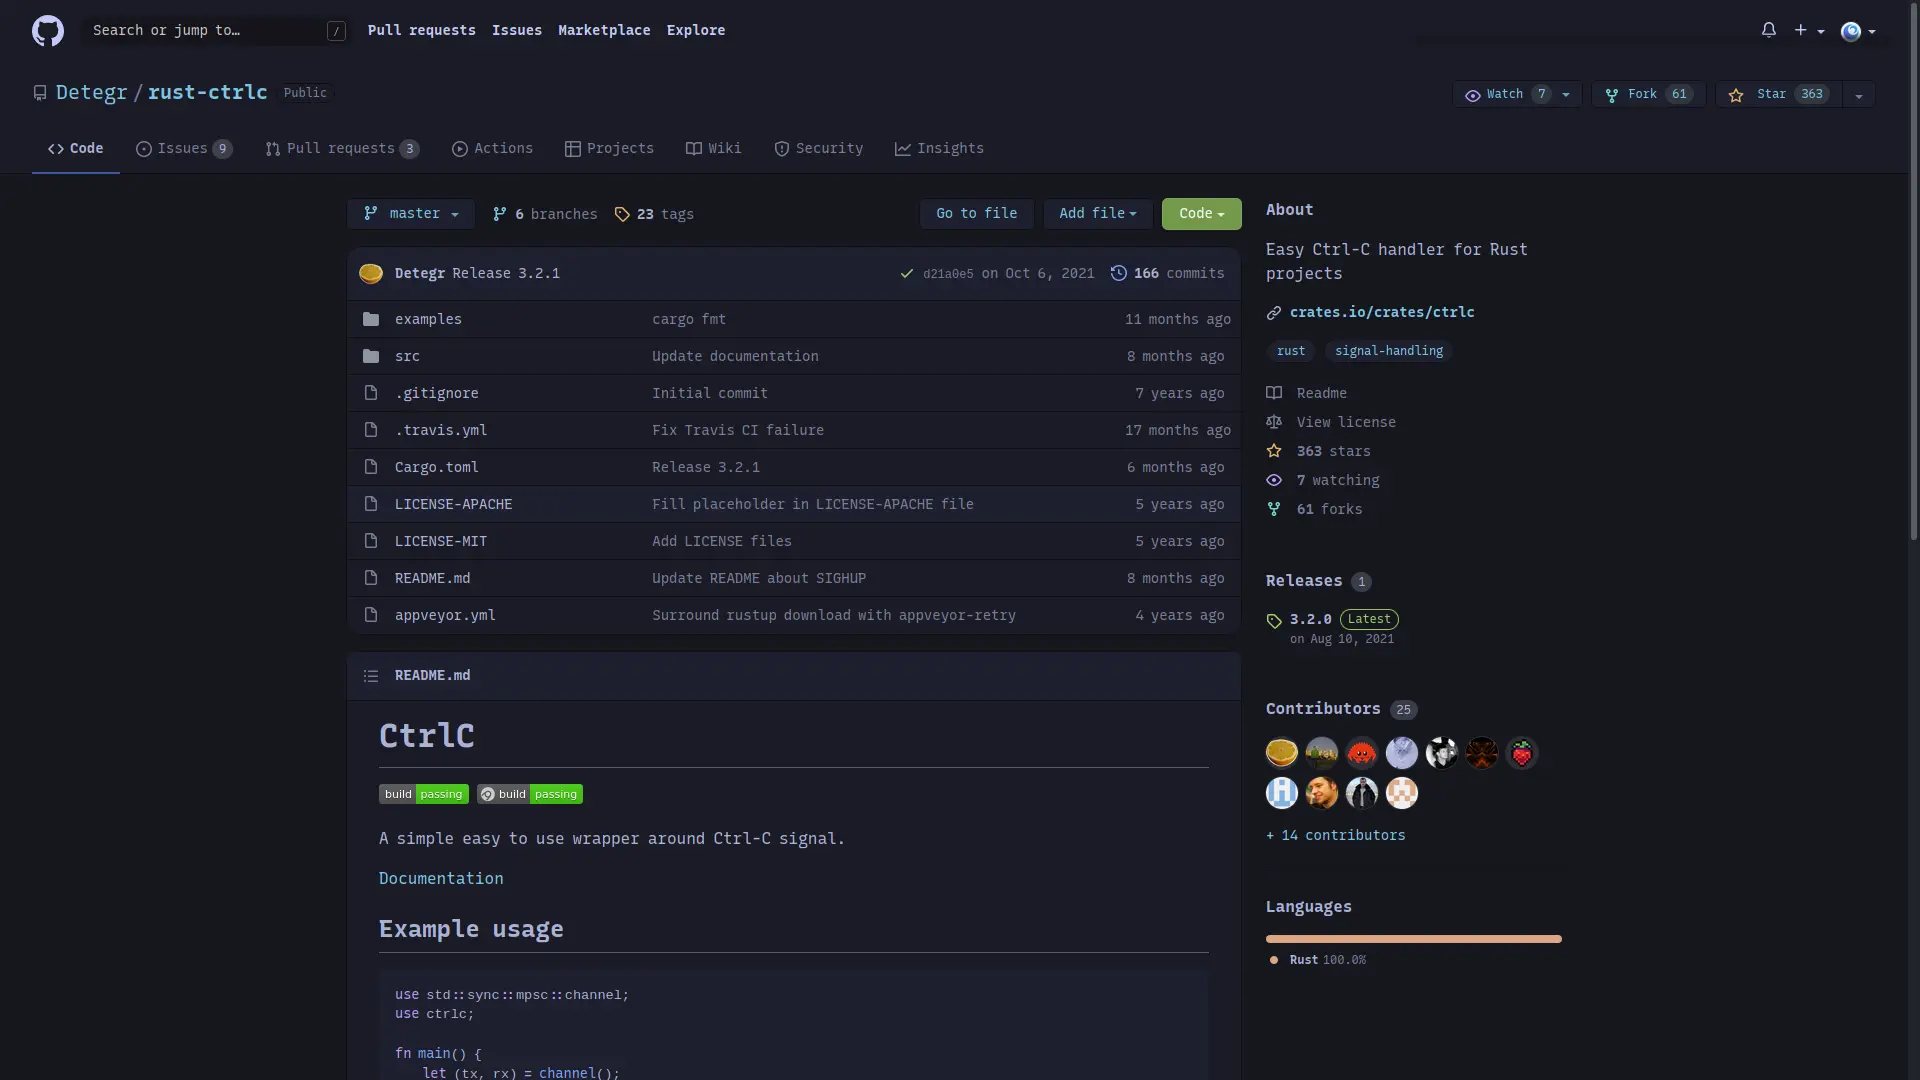 Search or jump to…
/
Pull requests
Issues
Marketplace
Explore
Detegr / rust-ctrlc
Public
Watch 7
Fork 61
Star 363
Code
Issues 9
Pull requests 3
Actions
Projects
Wiki
Security
Insights
master
6 branches
23 tags
Go to file
Add file
Code
Detegr Release 3.2.1
d21a0e5 on Oct 6, 2021
166 commits
examples cargo fmt 11 months ago
src Update documentation 8 months ago
.gitignore Initial commit 7 years ago
.travis.yml Fix Travis CI failure 17 months ago
Cargo.toml Release 3.2.1 6 months ago
LICENSE-APACHE Fill placeholder in LICENSE-APACHE file 5 years ago
LICENSE-MIT Add LICENSE files 5 years ago
README.md Update README about SIGHUP 8 months ago
appveyor.yml Surround rustup download with appveyor-retry 4 years ago
README.md
CtrlC
build passing build passing
A simple easy to use wrapper around Ctrl-C signal.
Documentation
Example usage
use std::sync::mpsc::channel;
use ctrlc;
fn main() {
let (tx, rx) = channel();
About
Easy Ctrl-C handler for Rust
projects
crates.io/crates/ctrlc
rust signal-handling
Readme
View license
363 stars
7 watching
61 forks
Releases 1
3.2.0 Latest
on Aug 10, 2021
Contributors 25
+ 14 contributors
Languages
Rust 100.0%